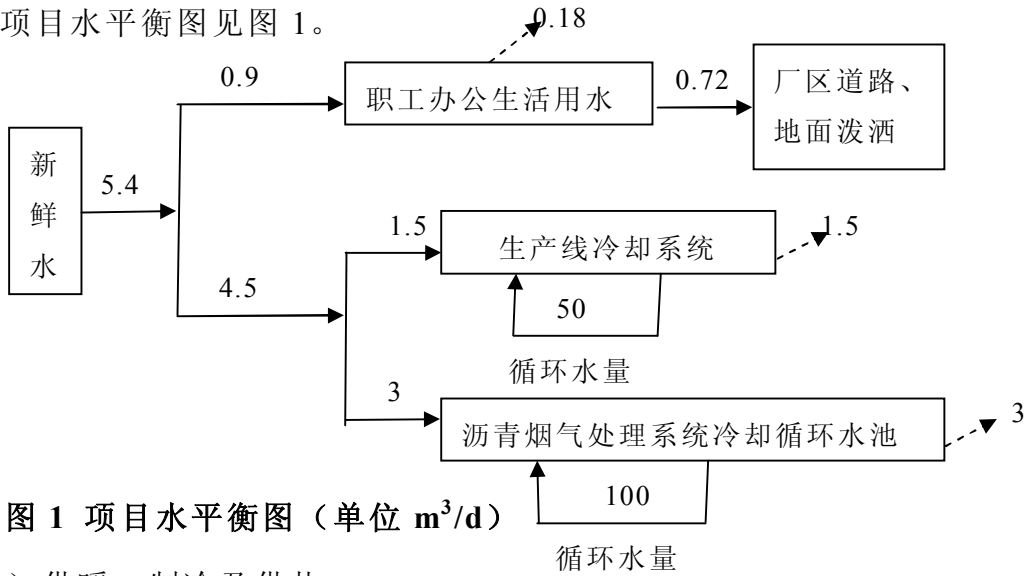 项目水平衡图见图 1。
0.18
0.9
职工办公生活用水
0.72
厂区道路、
地面泼洒
新
鲜
水
5.4
1.5
生产线冷却系统
1.5
4.5
50
循环水量
3
沥青烟气处理系统冷却循环水池
3
100
循环水量
图 1 项目水平衡图（单位 m³/d）